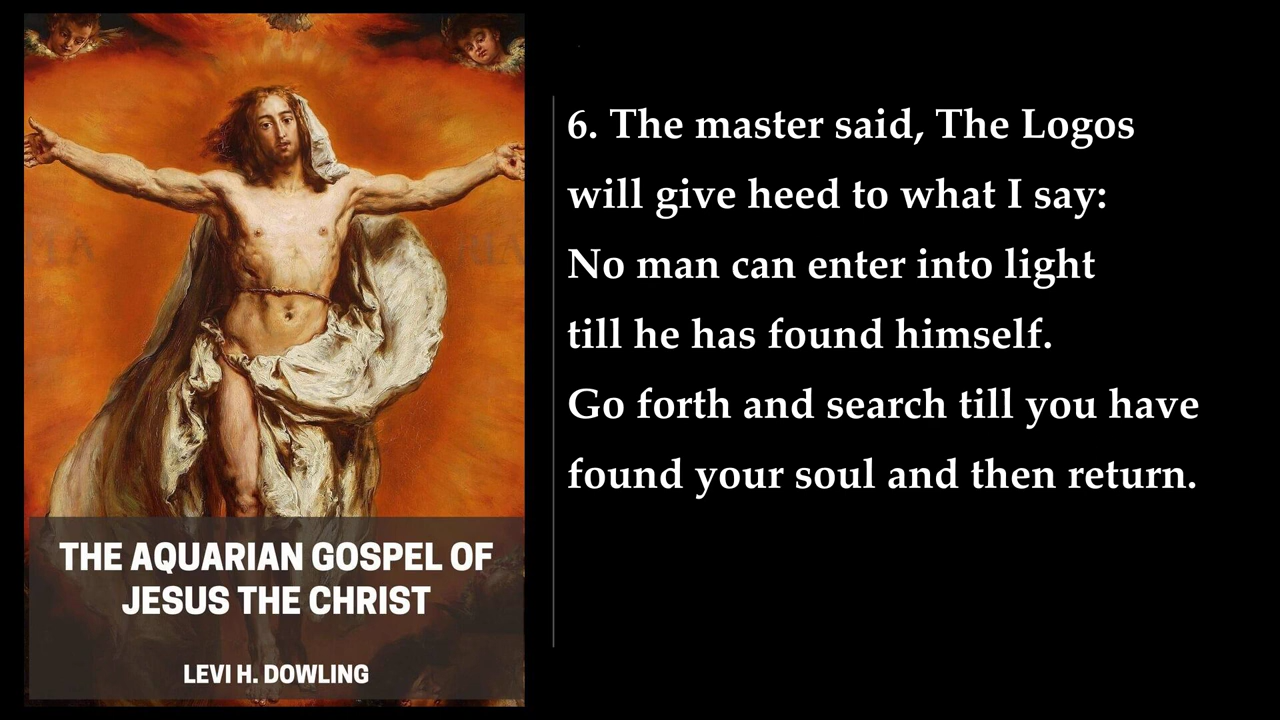 6. The master said, The Logos
will give heed to what I say:
No man can enter into light
till he has found himself.
Go forth and search till you have
found your soul and then return.
THE AQUARIAN GOSPEL OF
JESUS THE CHRIST
LEVI H. DOWLING